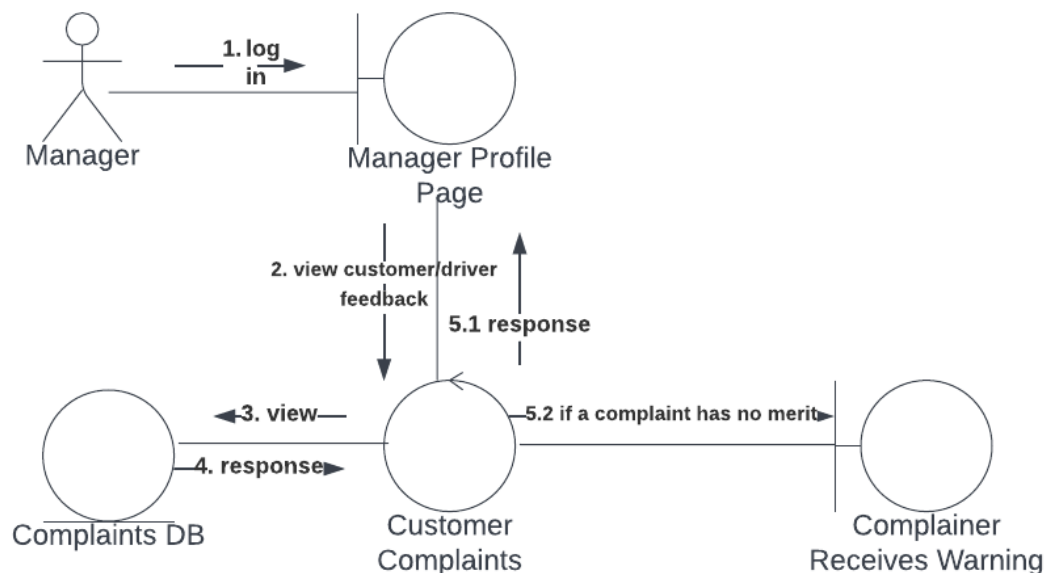 1. log
in
Manager
Manager Profile
Page
2. view customer/driver
feedback
5.1 response
3. view
5.2 if a complaint has no merit
4. response
Complaints DB
Customer
Complaints
Complainer
Receives Warning